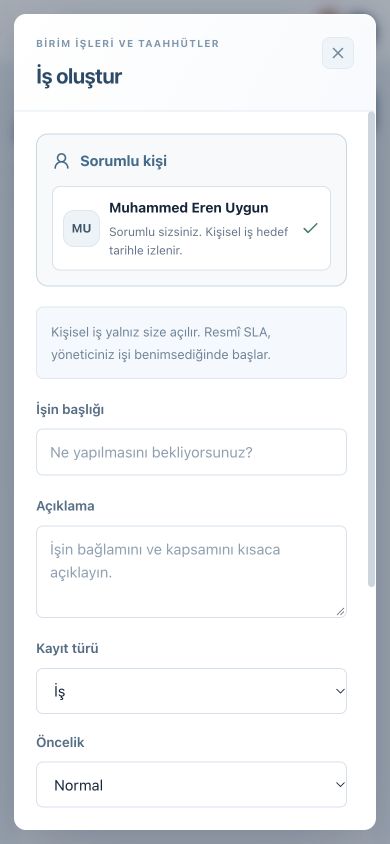 BİRİM İŞLERİ VE TAAHHÜTLER
İş oluştur
Sorumlu kişi
MU
Muhammed Eren Uygun
Sorumlu sizsiniz. Kişisel iş hedef
tarihle izlenir.
Kişisel iş yalnız size açılır. Resmî SLA,
yöneticiniz işi benimsediğinde başlar.
İşin başlığı
Ne yapılmasını bekliyorsunuz?
Açıklama
İşin bağlamını ve kapsamını kısaca
açıklayın.
Kayıt türü
İş
Öncelik
Normal